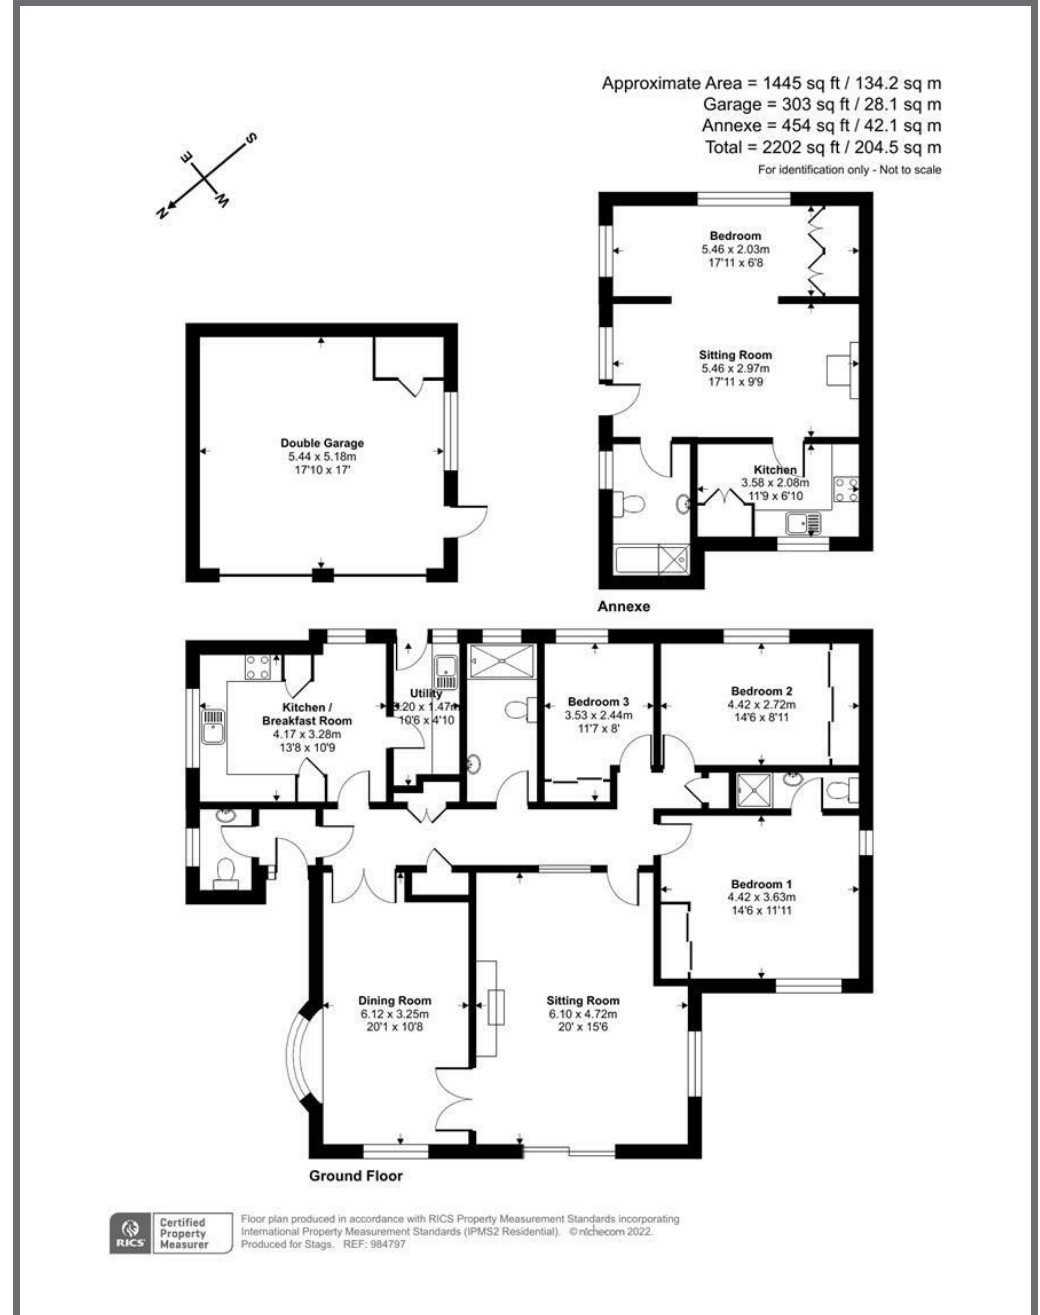 Approximate Area = 1445 sq ft / 134.2 sq m
Garage = 303 sq ft / 28.1 sq m
Annexe = 454 sq ft / 42.1 sq m
Total = 2202 sq ft / 204.5 sq m
For identification only - Not to scale
S
E
W
N
Bedroom
5.46 x 2.03m
17'11 x 6'8
Sitting Room
5.46 x 2.97m
17'11 x 9'9
Kitchen
3.58 x 2.08m
11'9 x 6'10
Annexe
Double Garage
5.44 x 5.18m
17'10 x 17'
Kitchen /
Breakfast Room
4.17 x 3.28m
13'8 x 10'9
Utility
3.20 x 1.47m
10'6 x 4'10
Bedroom 3
3.53 x 2.44m
11'7 x 8'
Bedroom 2
4.42 x 2.72m
14'6 x 8'11
Bedroom 1
4.42 x 3.63m
14'6 x 11'11
Dining Room
6.12 x 3.25m
20'1 x 10'8
Sitting Room
6.10 x 4.72m
20' x 15'6
Ground Floor
RICS
Certified
Property
Measurer
Floor plan produced in accordance with RICS Property Measurement Standards incorporating
International Property Measurement Standards (IPMS2 Residential). © ntchecom 2022.
Produced for Stags. REF: 984797